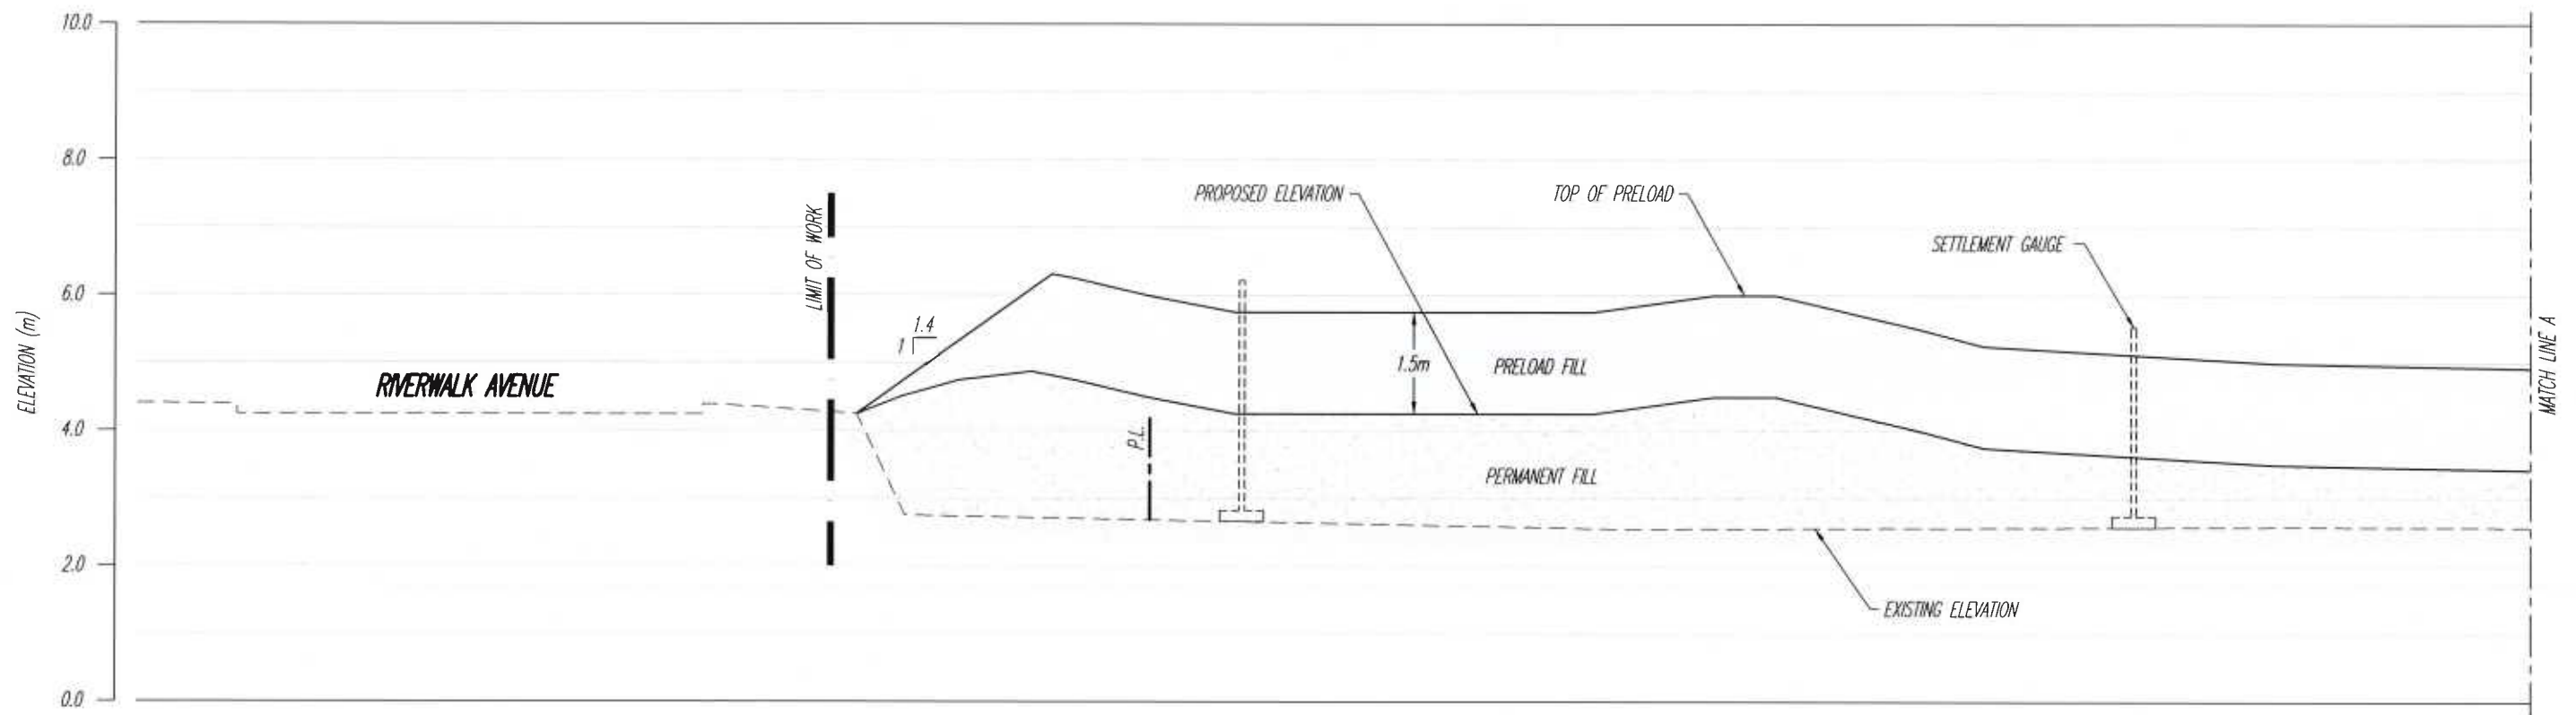 10.0
8.0
6.0
4.0
2.0
0.0
ELEVATION (m)
RIVERWALK AVENUE
LIMIT OF WORK
1.4
1
PROPOSED ELEVATION
TOP OF PRELOAD
SETTLEMENT GAUGE
1.5m
PRELOAD FILL
P.L.
PERMANENT FILL
EXISTING ELEVATION
MATCH LINE A